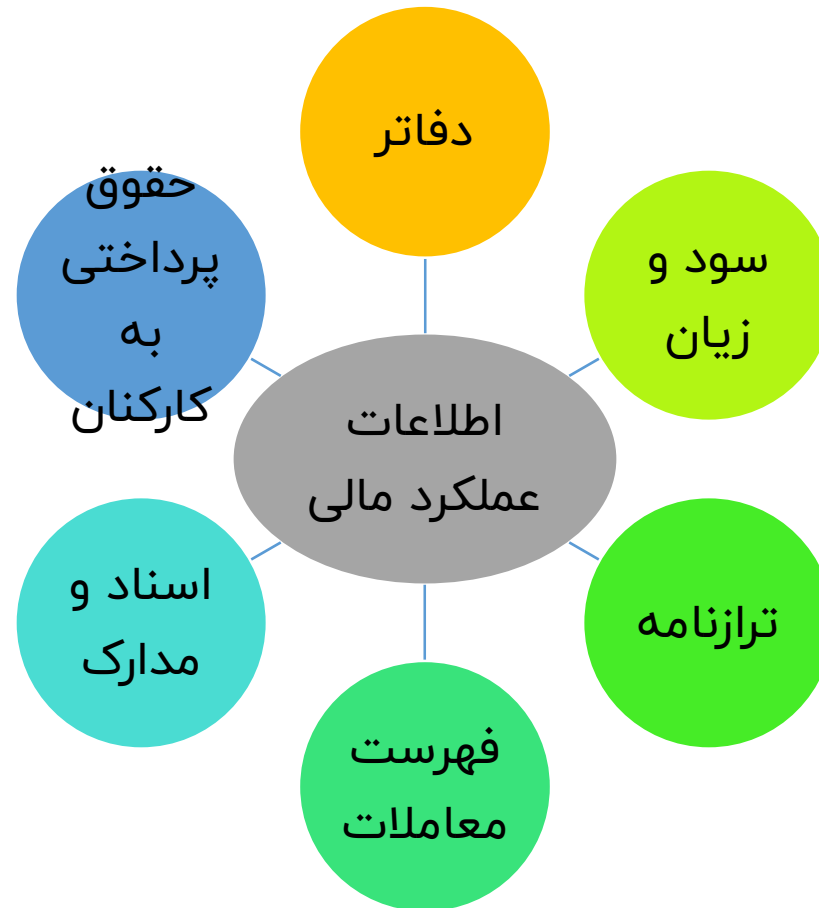 دفاتر
سود و
زیان
ترازنامه
فهرست
معاملات
اسناد و
مدارک
حقوق
پرداختی
به
کارکنان
اطلاعات
عملکرد مالی